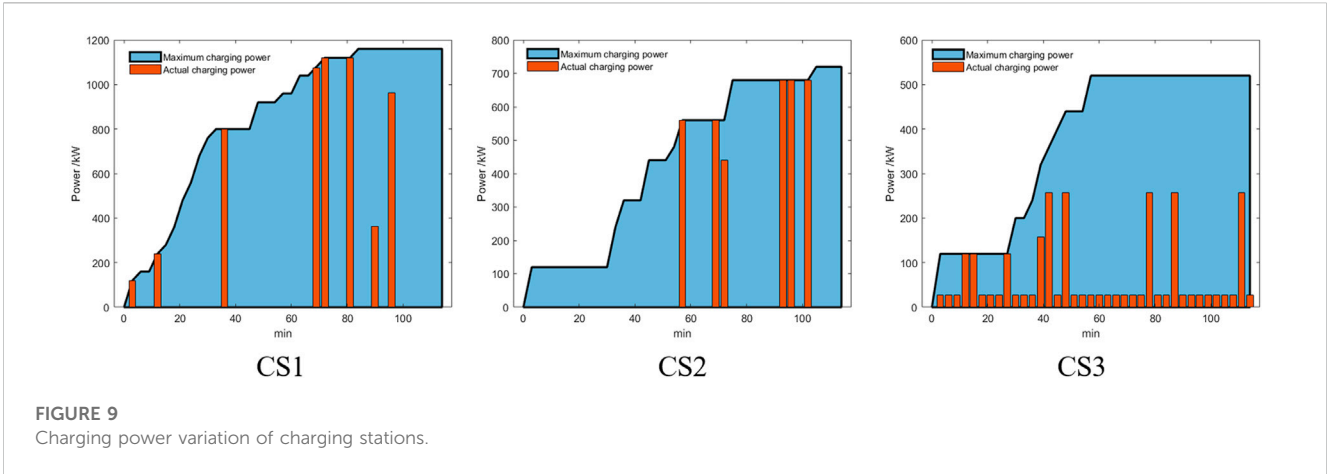 Maximum charging power
Actual charging power
Power /kW
1200
1000
800
600
400
200
0
0 20 40 60 80 100
min
CS1
Maximum charging power
Actual charging power
Power /kW
800
700
600
500
400
300
200
100
0
0 20 40 60 80 100
min
CS2
Maximum charging power
Actual charging power
Power /kW
600
500
400
300
200
100
0
0 20 40 60 80 100
min
CS3
FIGURE 9
Charging power variation of charging stations.